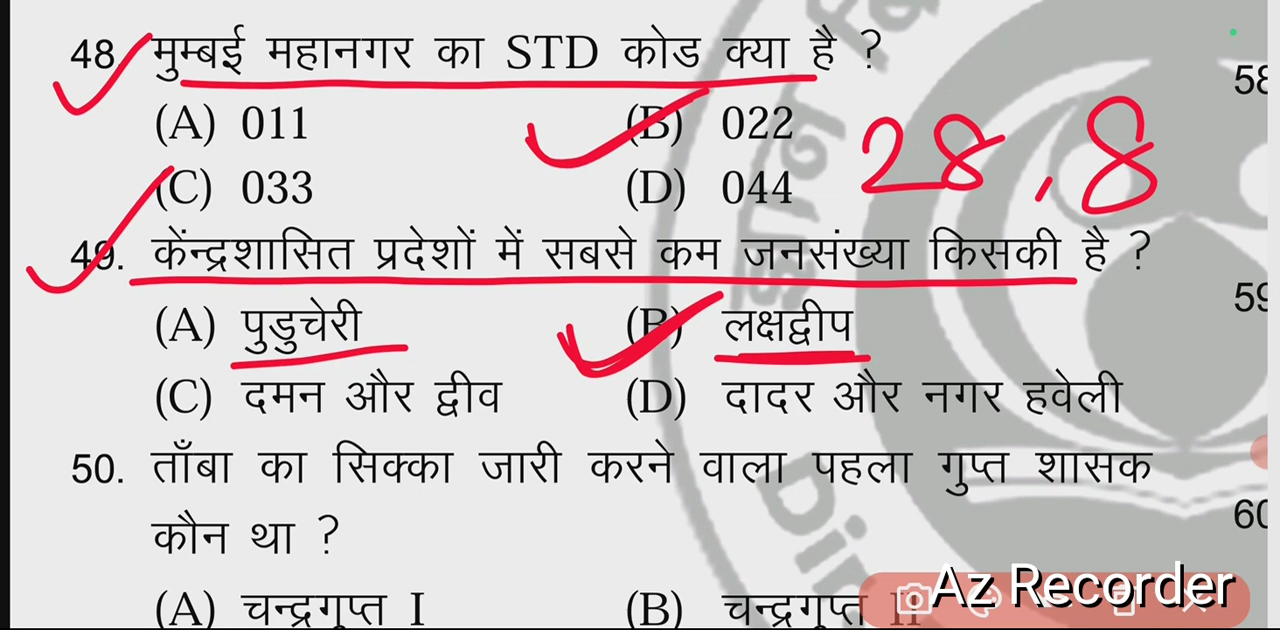 48. मुम्बई महानगर का STD कोड क्या है ?
(A) 011 (B) 022
(C) 033 (D) 044
28,8
49. केंन्द्रशासित प्रदेशों में सबसे कम जनसंख्या किसकी है ?
(A) पुडुचेरी (B) लक्षद्वीप
(C) दमन और द्वीव (D) दादर और नगर हवेली
50. ताँबा का सिक्का जारी करने वाला पहला गुप्त शासक
कौन था ?
(A) चन्द्रगुप्त I (B) चन्द्रगुप्त II
58
59
60
Az Recorder